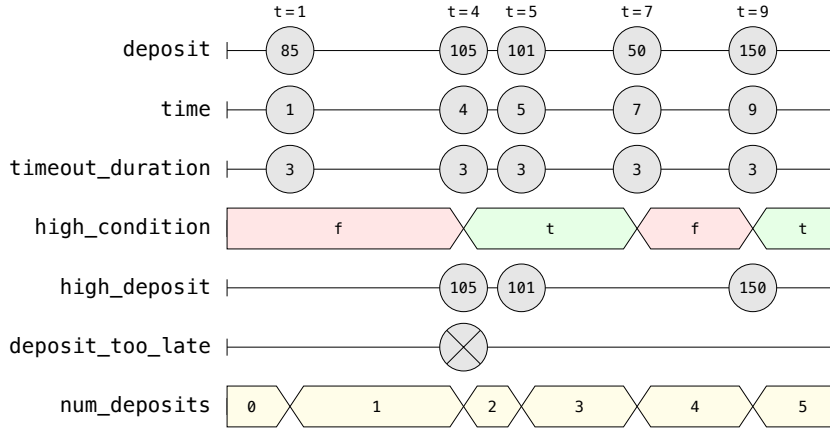 t=1 t=4 t=5 t=7 t=9
deposit 85 105 101 50 150
time 1 4 5 7 9
timeout_duration 3 3 3 3 3
high_condition f t f t
high_deposit 105 101 150
deposit_too_late
num_deposits 0 1 2 3 4 5